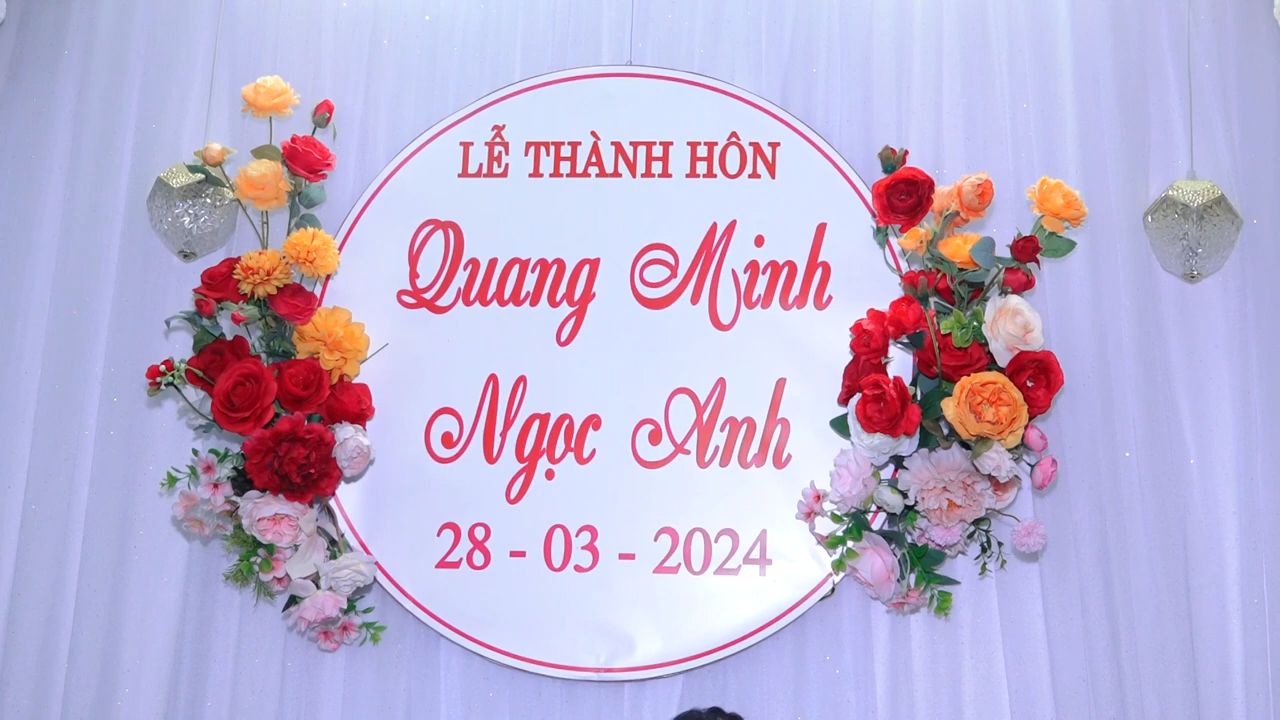 LỄ THÀNH HÔN
Quang Minh
Ngọc Anh
28 - 03 - 2024